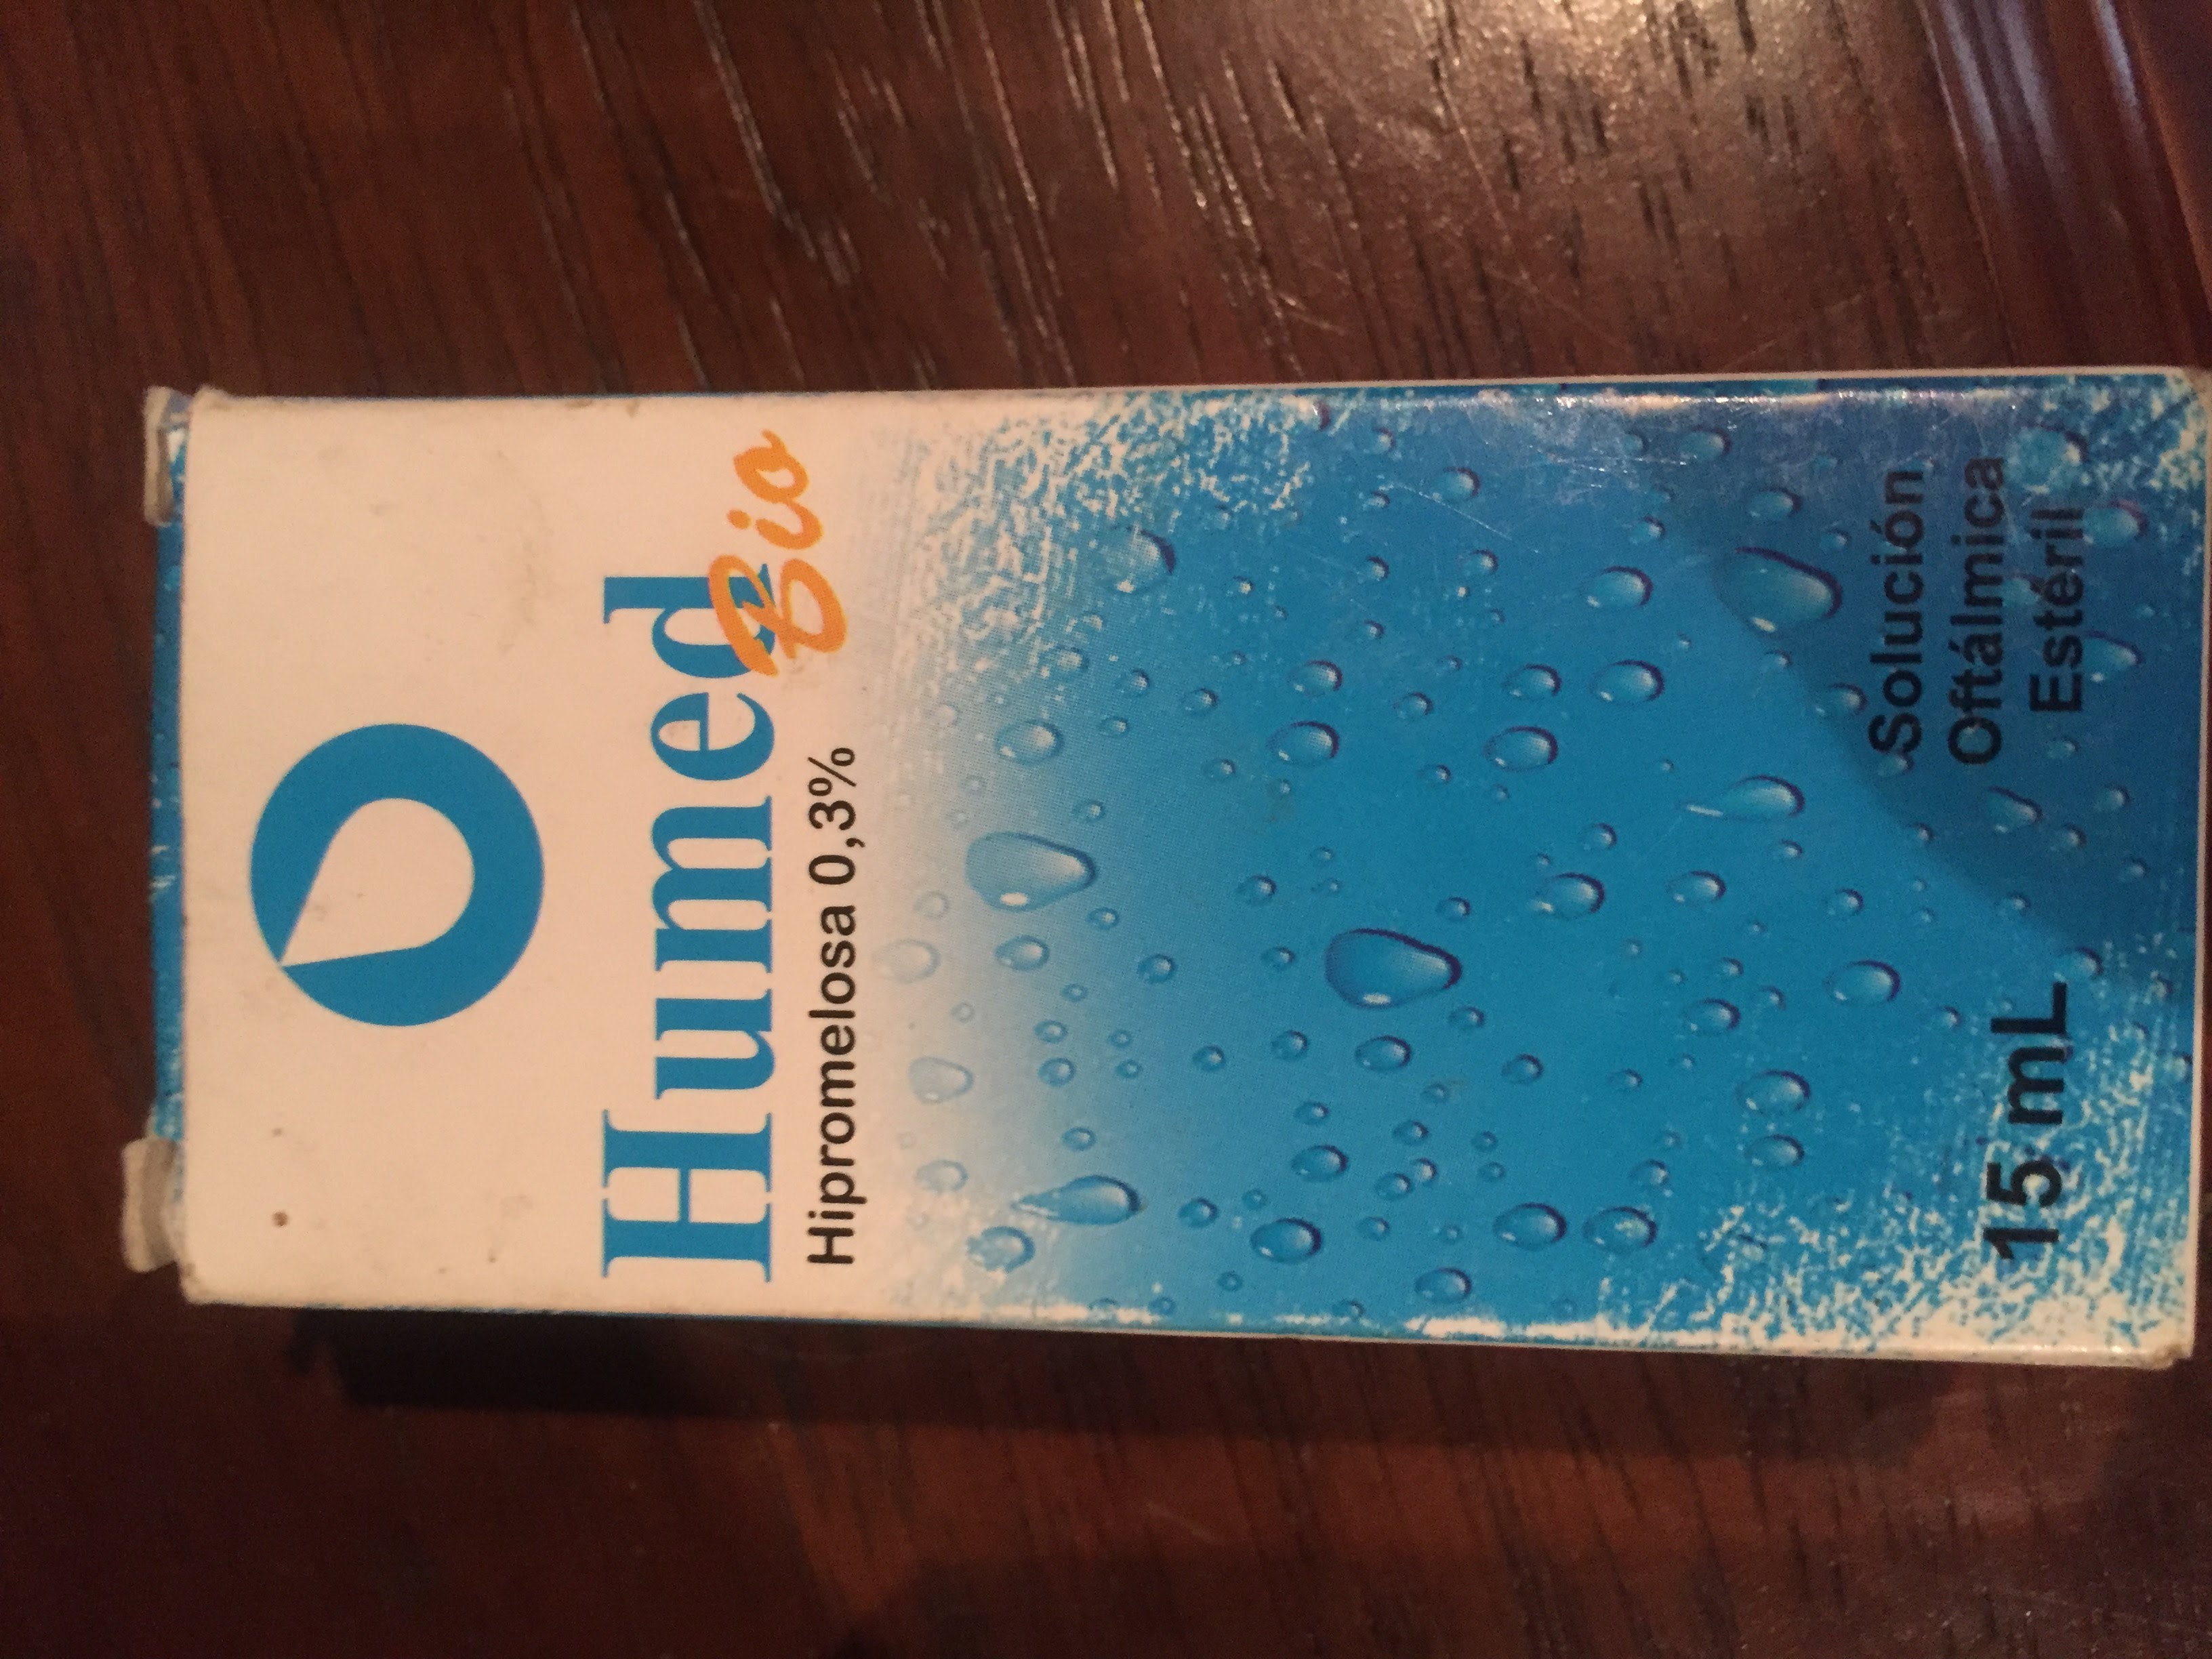 Humed
Bio
Hipromelosa 0,3%
Solución
Oftálmica
Estéril
15 mL